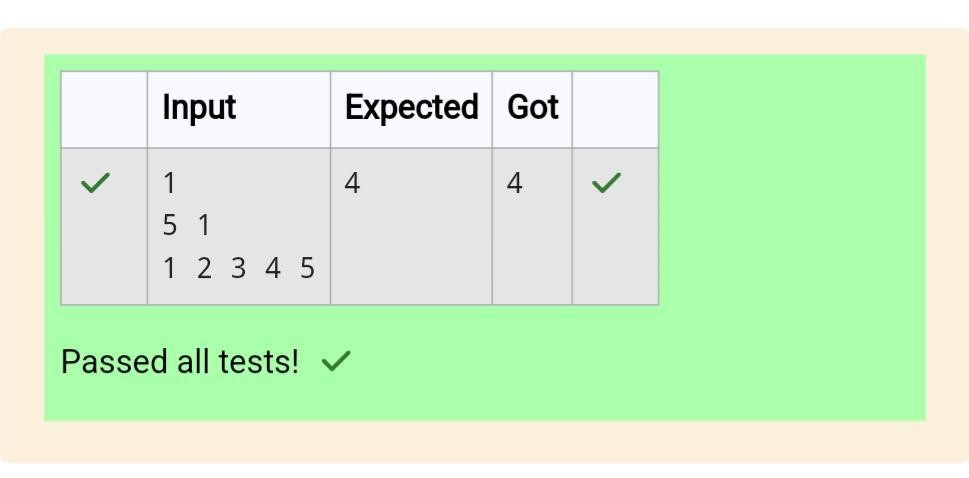 Input Expected Got
1 4 4
5 1
1 2 3 4 5
Passed all tests!